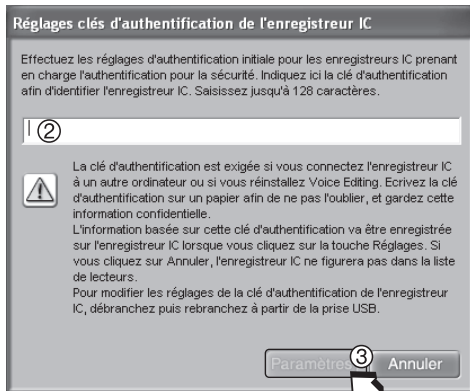 Réglages clés d'authentification de l'enregistreur IC
Effectuez les réglages d'authentification initiale pour les enregistreurs IC prenant
en charge l'authentification pour la sécurité. Indiquez ici la clé d'authentification
afin d'identifier l'enregistreur IC. Saisissez jusqu'à 128 caractères.
②
La clé d'authentification est exigée si vous connectez l'enregistreur IC
à un autre ordinateur ou si vous réinstallez Voice Editing. Ecrivez la clé
d'authentification sur un papier afin de ne pas l'oublier, et gardez cette
information confidentielle.
L'information basée sur cette clé d'authentification va être enregistrée
sur l'enregistreur IC lorsque vous cliquez sur la touche Réglages. Si
vous cliquez sur Annuler, l'enregistreur IC ne figurera pas dans la liste
de lecteurs.
Pour modifier les réglages de la clé d'authentification de l'enregistreur
IC, débranchez puis rebranchez à partir de la prise USB.
Paramètres ③ Annuler